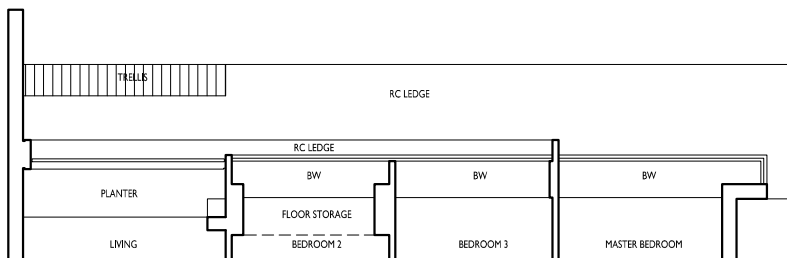 TRELLIS
RC LEDGE
RC LEDGE
BW
BW
BW
PLANTER
FLOOR STORAGE
LIVING
BEDROOM 2
BEDROOM 3
MASTER BEDROOM